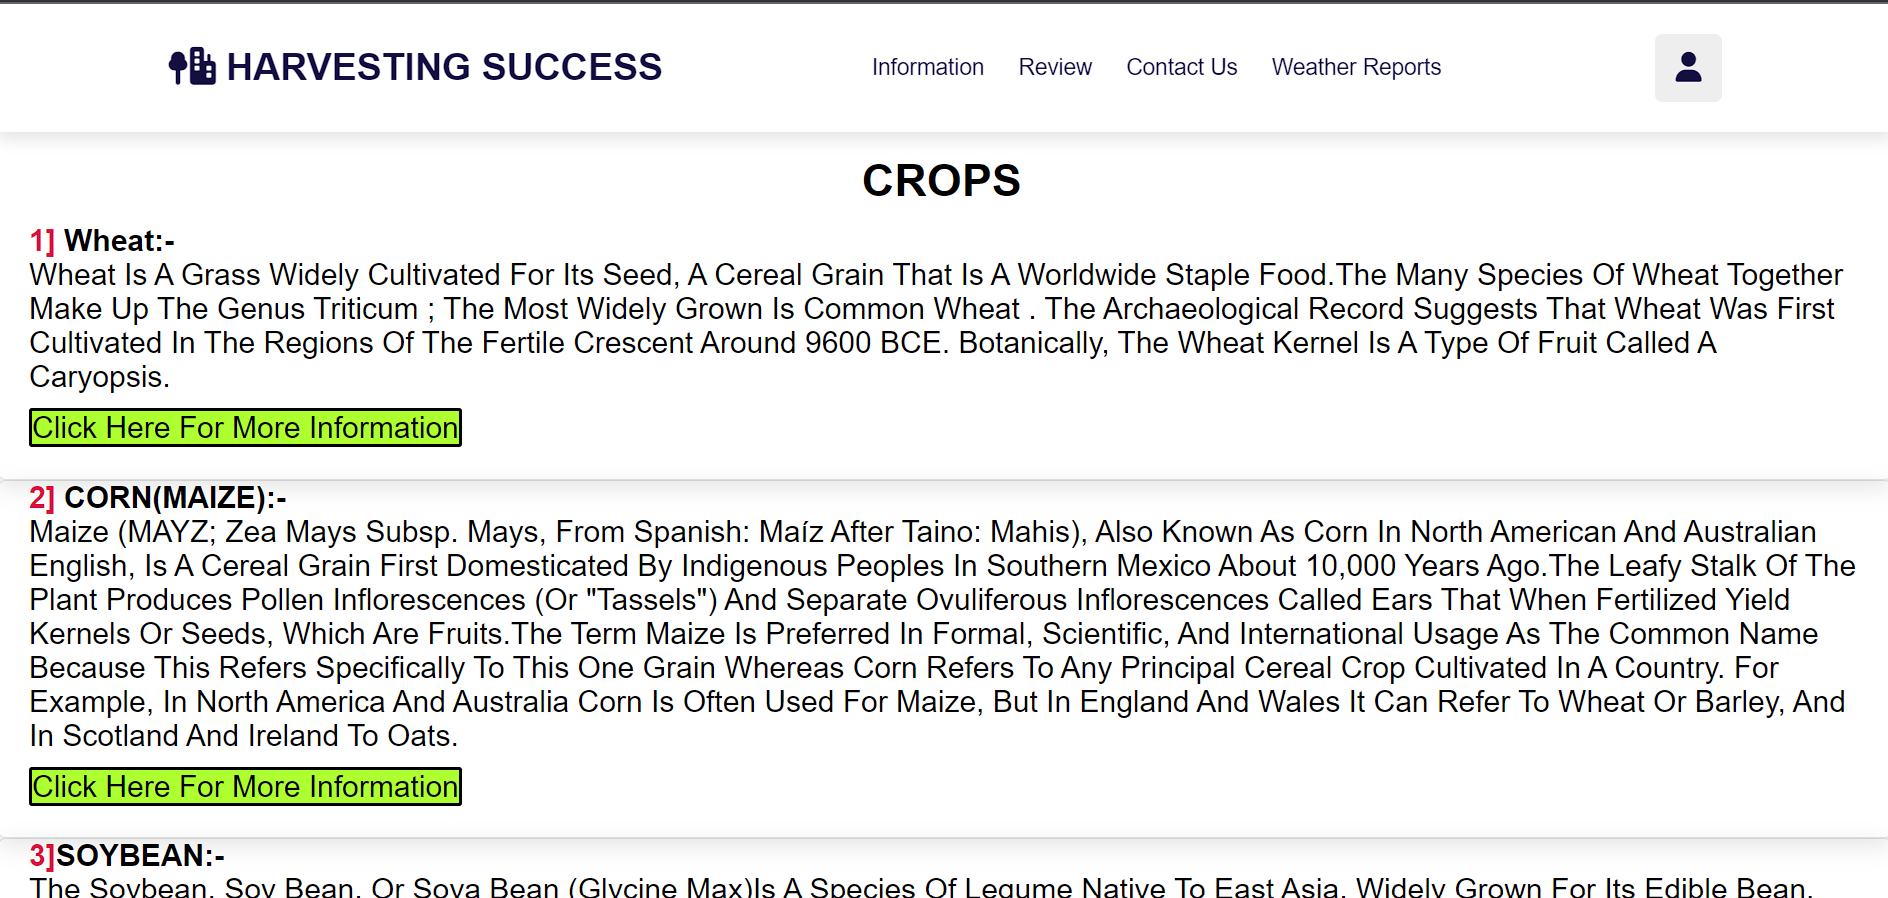 HARVESTING SUCCESS
Information
Review
Contact Us
Weather Reports
CROPS
1] Wheat:-
Wheat Is A Grass Widely Cultivated For Its Seed, A Cereal Grain That Is A Worldwide Staple Food.The Many Species Of Wheat Together
Make Up The Genus Triticum ; The Most Widely Grown Is Common Wheat . The Archaeological Record Suggests That Wheat Was First
Cultivated In The Regions Of The Fertile Crescent Around 9600 BCE. Botanically, The Wheat Kernel Is A Type Of Fruit Called A
Caryopsis.
Click Here For More Information
2] CORN(MAIZE):-
Maize (MAYZ; Zea Mays Subsp. Mays, From Spanish: Maíz After Taino: Mahis), Also Known As Corn In North American And Australian
English, Is A Cereal Grain First Domesticated By Indigenous Peoples In Southern Mexico About 10,000 Years Ago.The Leafy Stalk Of The
Plant Produces Pollen Inflorescences (Or "Tassels") And Separate Ovuliferous Inflorescences Called Ears That When Fertilized Yield
Kernels Or Seeds, Which Are Fruits.The Term Maize Is Preferred In Formal, Scientific, And International Usage As The Common Name
Because This Refers Specifically To This One Grain Whereas Corn Refers To Any Principal Cereal Crop Cultivated In A Country. For
Example, In North America And Australia Corn Is Often Used For Maize, But In England And Wales It Can Refer To Wheat Or Barley, And
In Scotland And Ireland To Oats.
Click Here For More Information
3]SOYBEAN:-
The Soybean, Soy Bean, Or Soya Bean (Glycine Max)Is A Species Of Legume Native To East Asia, Widely Grown For Its Edible Bean,